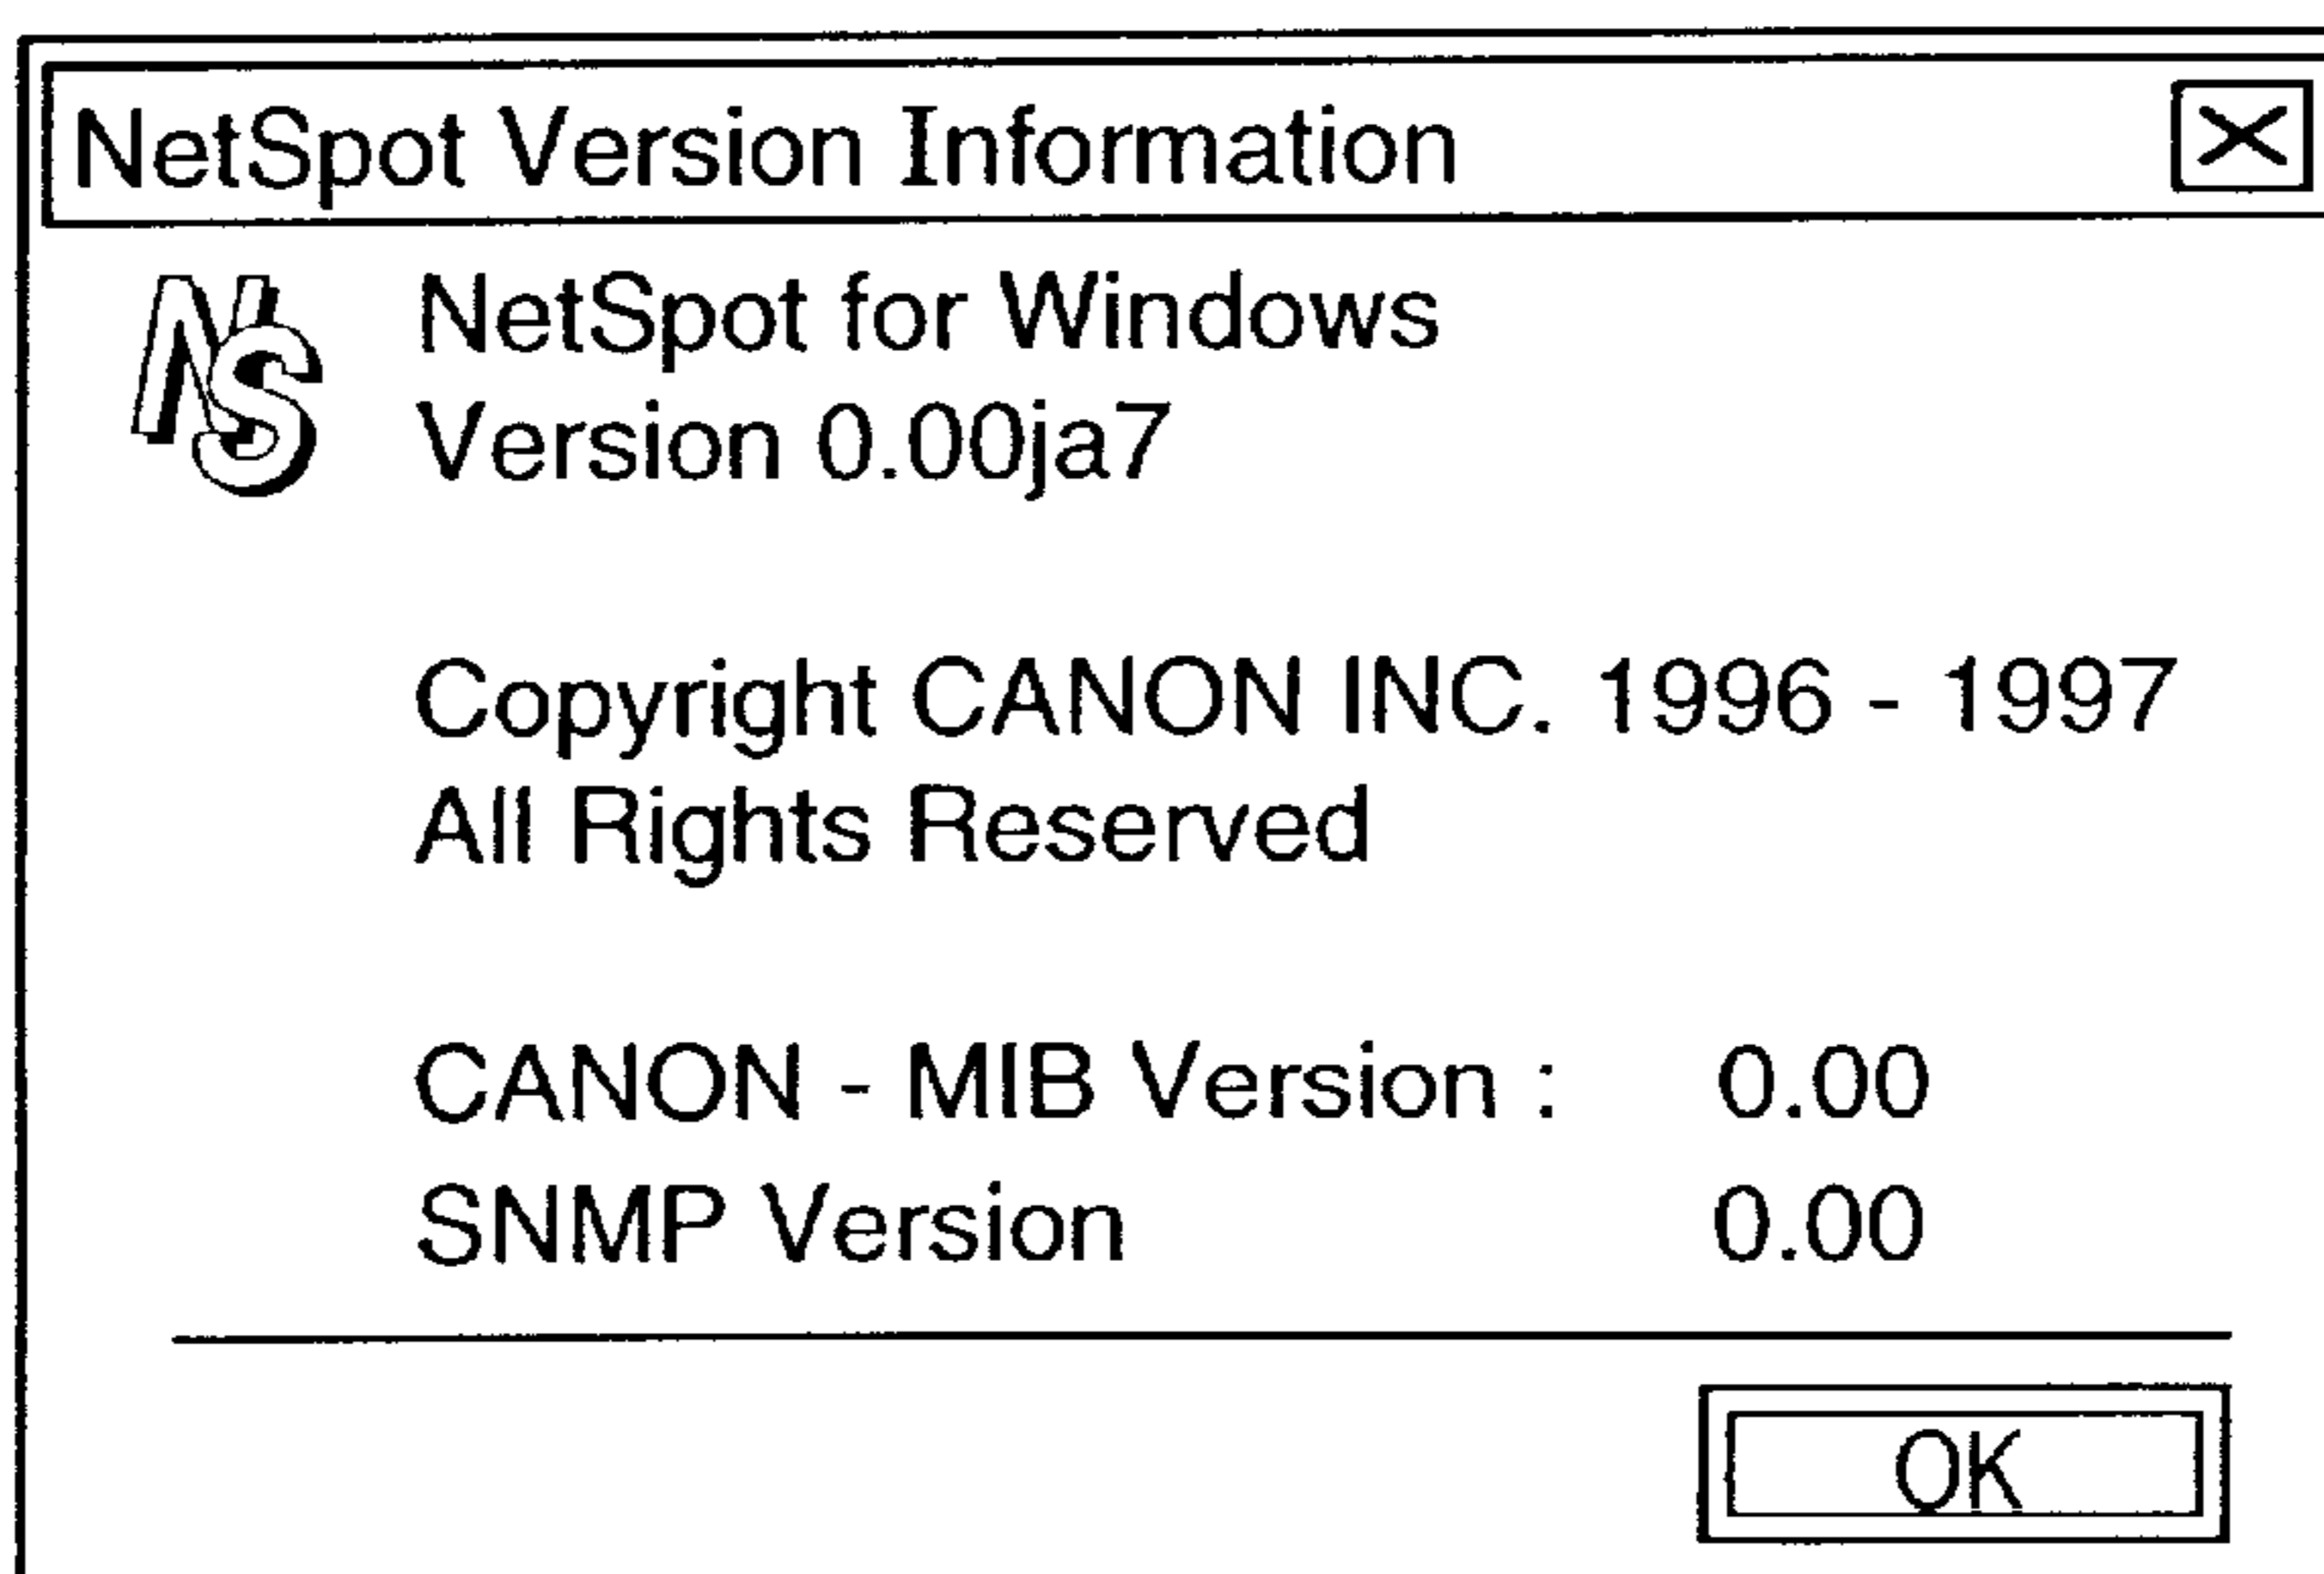 NetSpot Version Information
NS
NetSpot for Windows
Version 0.00ja7
Copyright CANON INC. 1996 - 1997
All Rights Reserved
CANON - MIB Version : 0.00
SNMP Version 0.00
OK